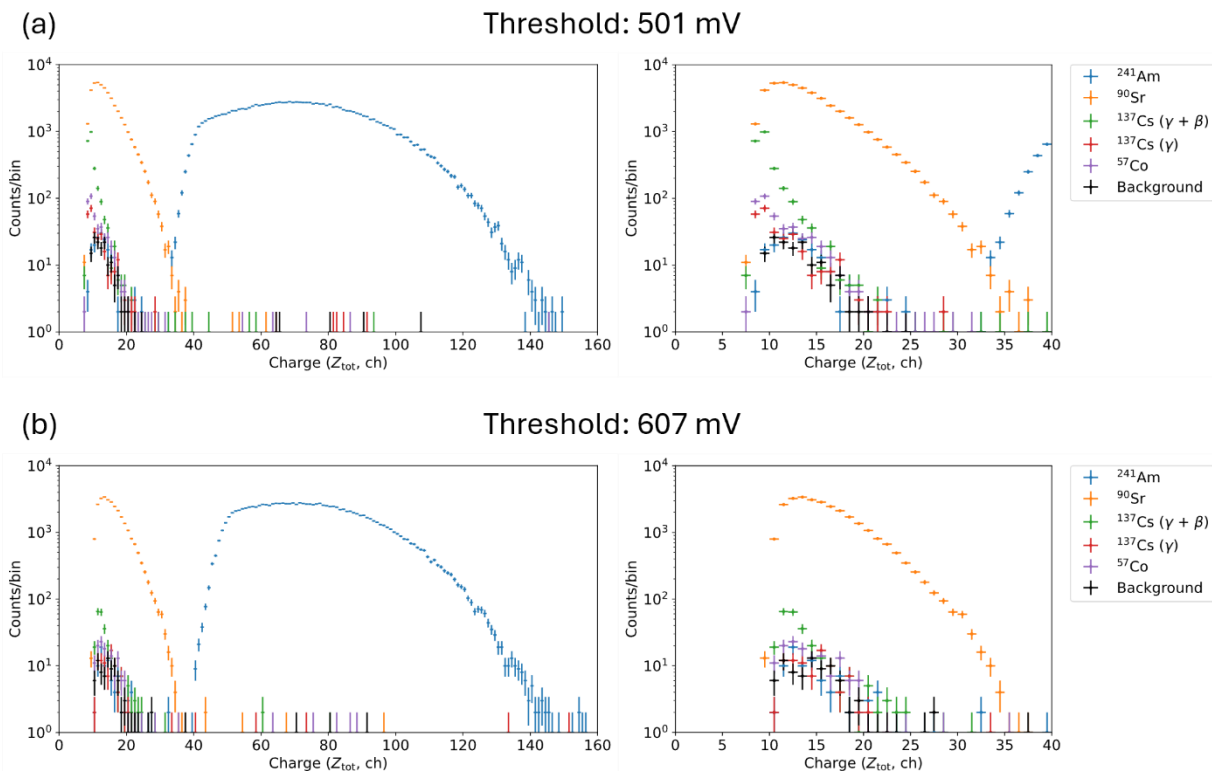 (a)
Threshold: 501 mV
10⁴
10³
10²
10¹
10⁰
Counts/bin
0 20 40 60 80 100 120 140 160
Charge (Z_tot, ch)
10⁴
10³
10²
10¹
10⁰
Counts/bin
0 5 10 15 20 25 30 35 40
Charge (Z_tot, ch)
²⁴¹Am
⁹⁰Sr
¹³⁷Cs (γ + β)
¹³⁷Cs (γ)
⁵⁷Co
Background
(b)
Threshold: 607 mV
10⁴
10³
10²
10¹
10⁰
Counts/bin
0 20 40 60 80 100 120 140 160
Charge (Z_tot, ch)
10⁴
10³
10²
10¹
10⁰
Counts/bin
0 5 10 15 20 25 30 35 40
Charge (Z_tot, ch)
²⁴¹Am
⁹⁰Sr
¹³⁷Cs (γ + β)
¹³⁷Cs (γ)
⁵⁷Co
Background